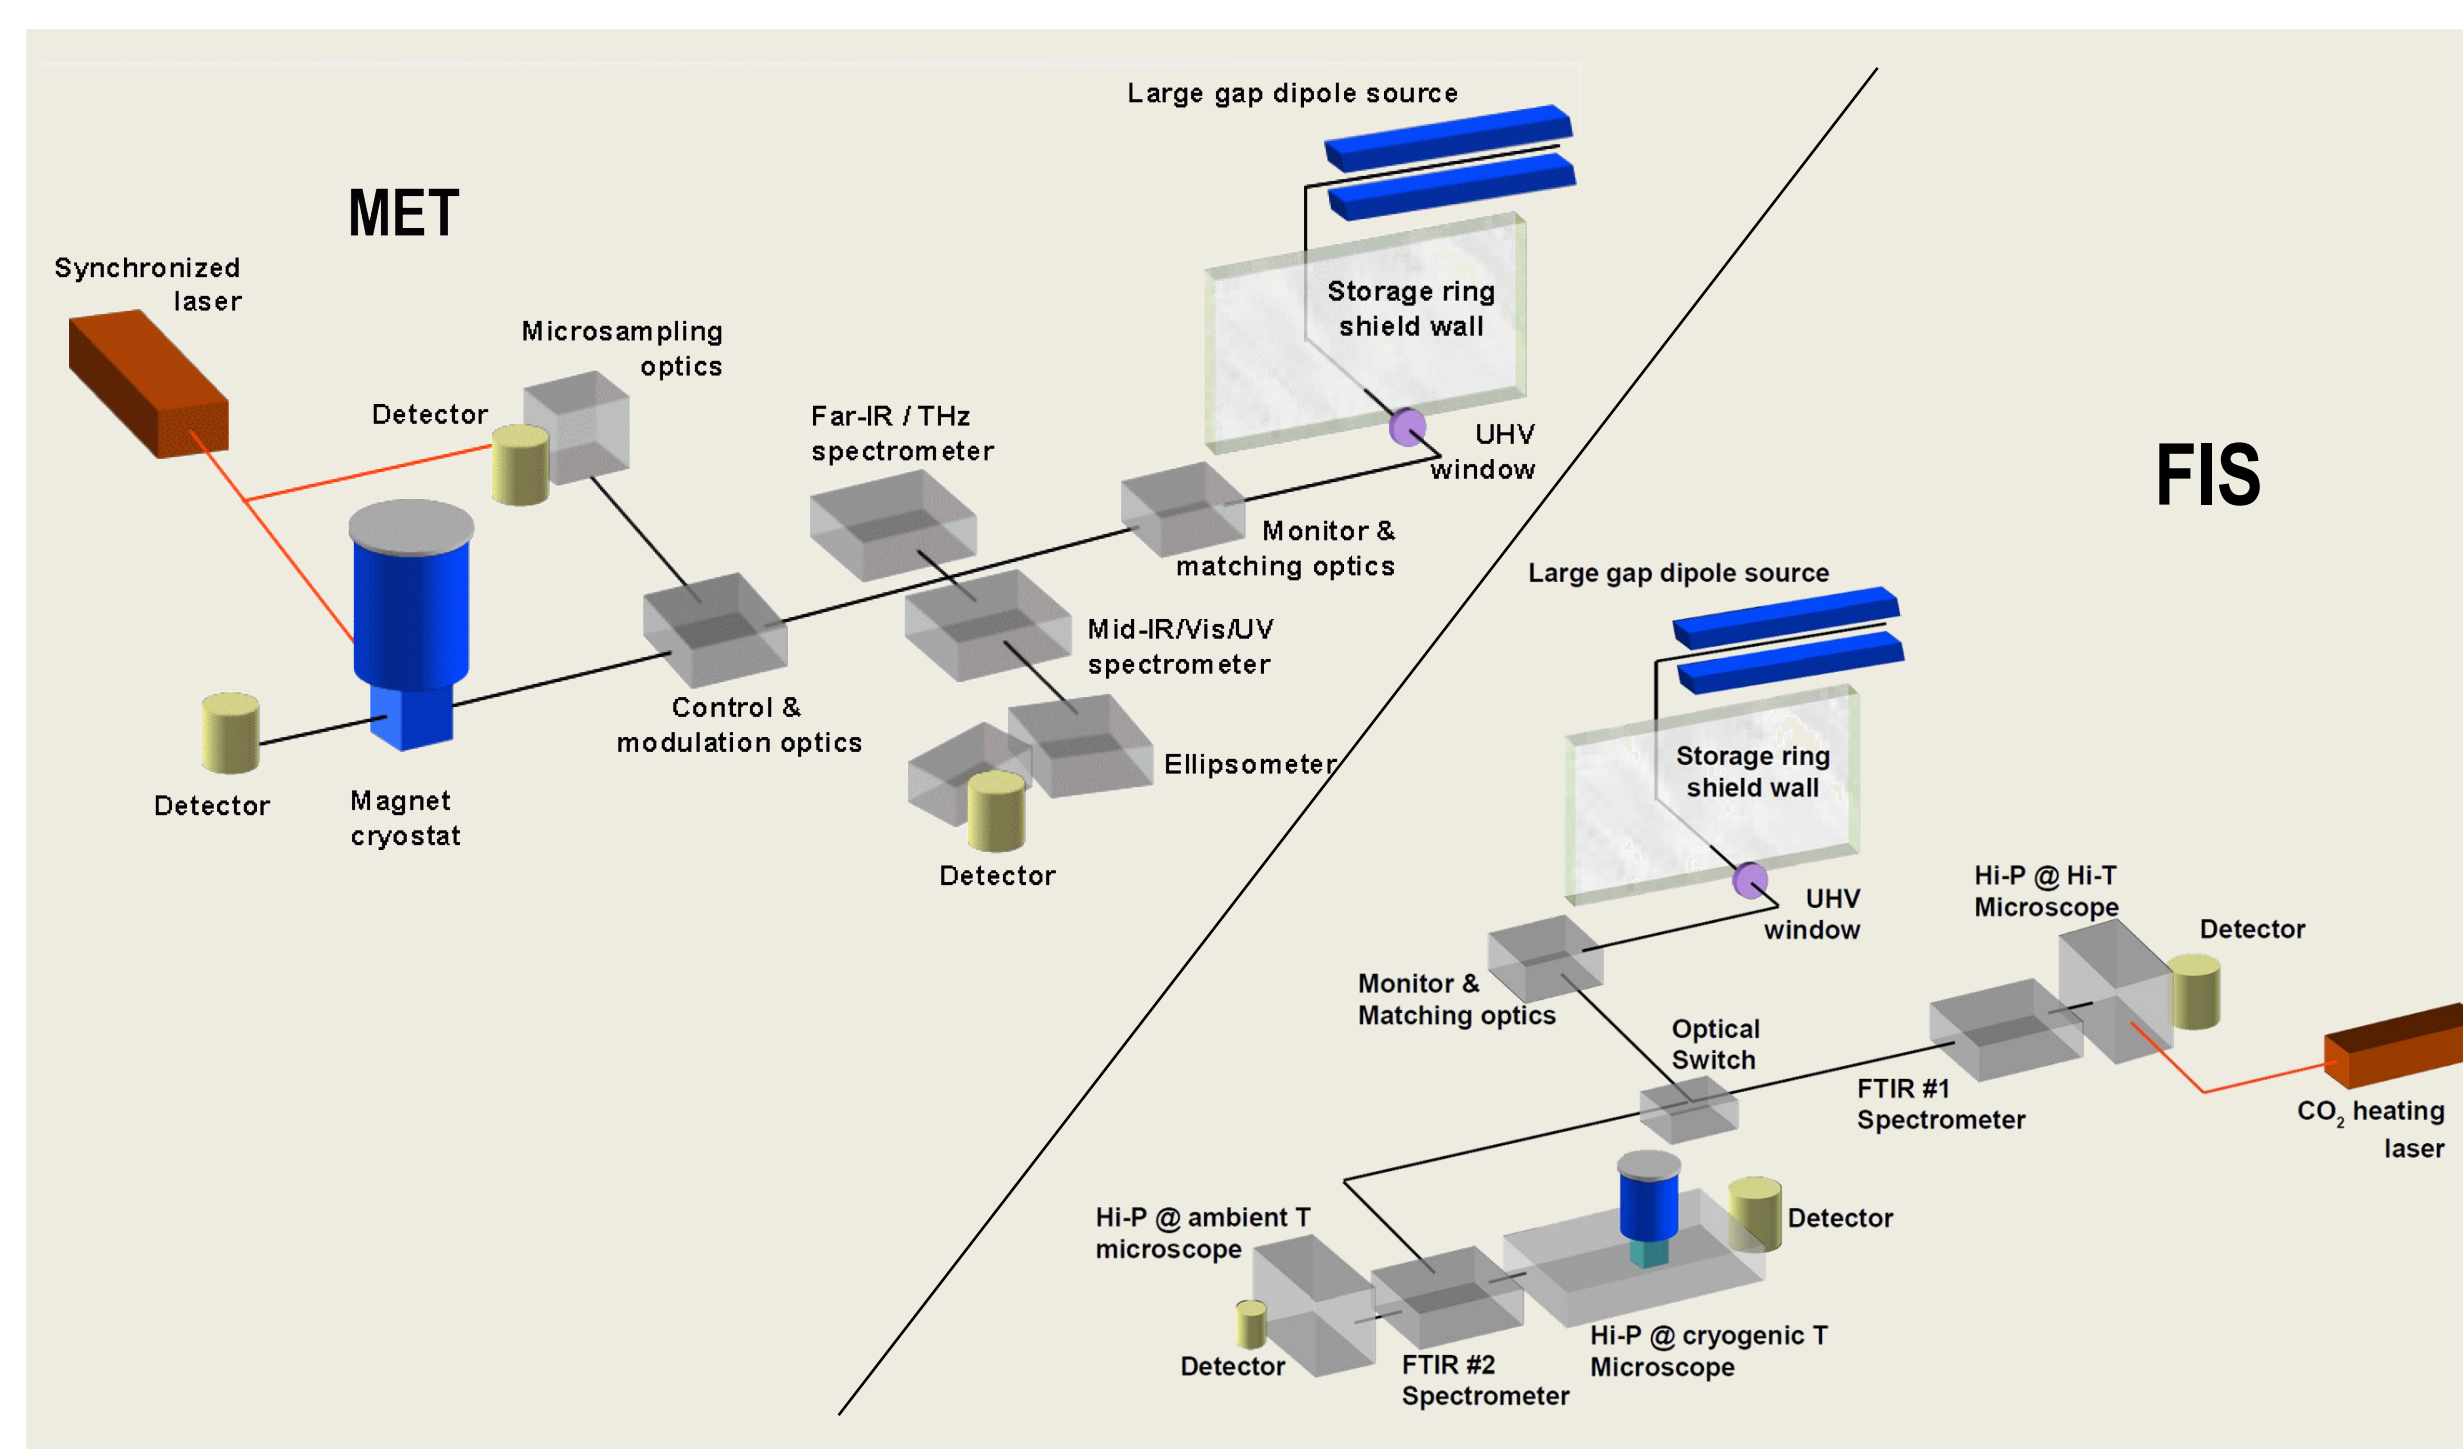 Large gap dipole source
MET
Synchronized
laser
Storage ring
shield wall
Microsampling
optics
Detector
Far-IR / THz
spectrometer
UHV
window
Monitor &
matching optics
Mid-IR/Vis/UV
spectrometer
Control &
modulation optics
Ellipsometer
Detector
Magnet
cryostat
Detector
FIS
Large gap dipole source
Storage ring
shield wall
UHV
window
Hi-P @ Hi-T
Microscope
Detector
Monitor &
Matching optics
Optical
Switch
FTIR #1
Spectrometer
CO2 heating
laser
Hi-P @ ambient T
microscope
Detector
Hi-P @ cryogenic T
Microscope
Detector
FTIR #2
Spectrometer